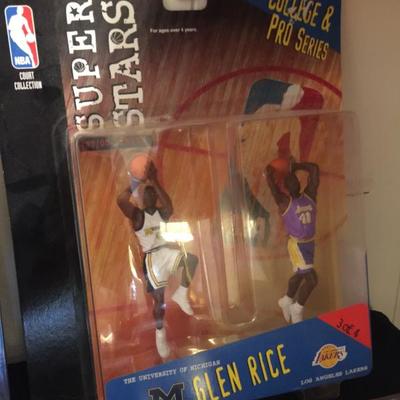 COLLEGE &
PRO SERIES
For ages over 4 years.
NBA
COURT
COLLECTION
SUPER
STARS
3 OF 4
THE UNIVERSITY OF MICHIGAN
M
GLEN RICE
LAKERS
LOS ANGELES LAKERS